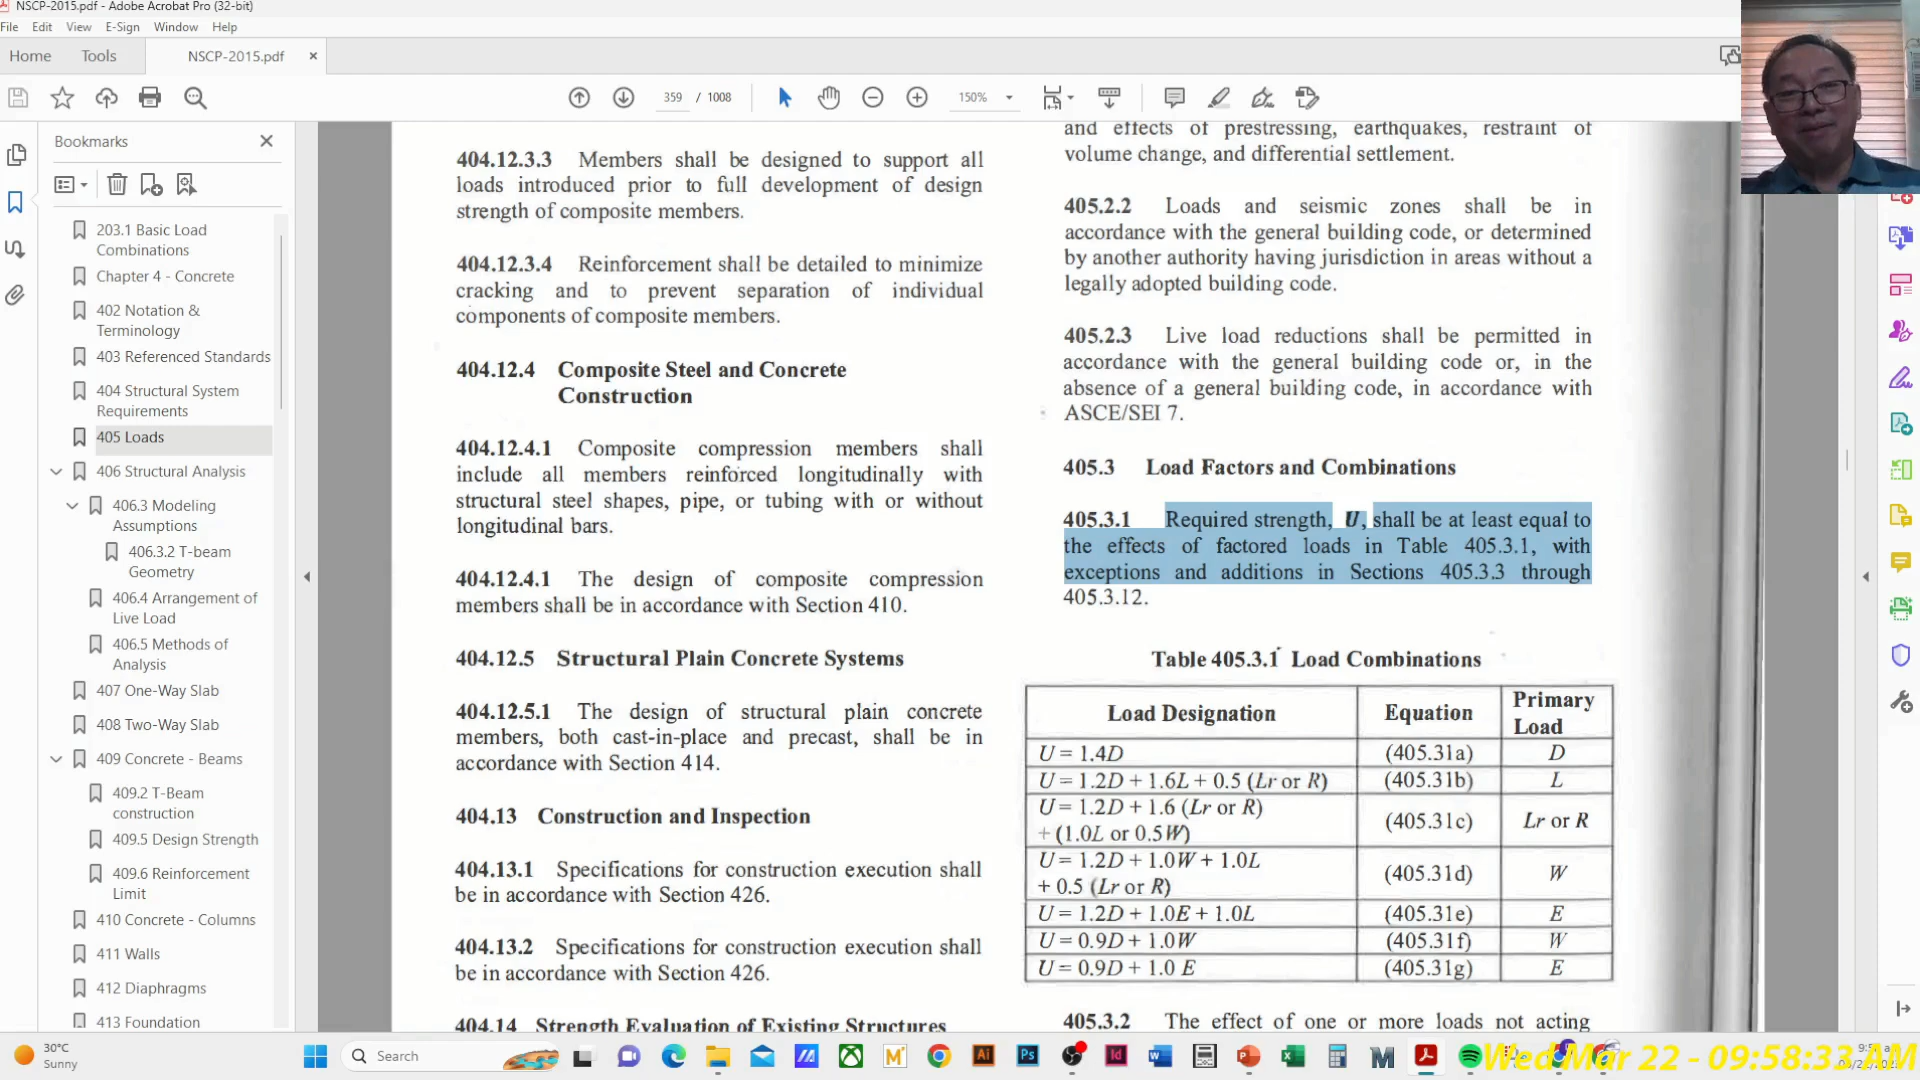 NSCP-2015.pdf - Adobe Acrobat Pro (32-bit)
File Edit View E-Sign Window Help
Home Tools NSCP-2015.pdf
359 / 1008 150%
Bookmarks
203.1 Basic Load
Combinations
Chapter 4 - Concrete
402 Notation &
Terminology
403 Referenced Standards
404 Structural System
Requirements
405 Loads
406 Structural Analysis
406.3 Modeling
Assumptions
406.3.2 T-beam
Geometry
406.4 Arrangement of
Live Load
406.5 Methods of
Analysis
407 One-Way Slab
408 Two-Way Slab
409 Concrete - Beams
409.2 T-Beam
construction
409.5 Design Strength
409.6 Reinforcement
Limit
410 Concrete - Columns
411 Walls
412 Diaphragms
413 Foundation
404.12.3.3 Members shall be designed to support all
loads introduced prior to full development of design
strength of composite members.
404.12.3.4 Reinforcement shall be detailed to minimize
cracking and to prevent separation of individual
components of composite members.
404.12.4 Composite Steel and Concrete
Construction
404.12.4.1 Composite compression members shall
include all members reinforced longitudinally with
structural steel shapes, pipe, or tubing with or without
longitudinal bars.
404.12.4.1 The design of composite compression
members shall be in accordance with Section 410.
404.12.5 Structural Plain Concrete Systems
404.12.5.1 The design of structural plain concrete
members, both cast-in-place and precast, shall be in
accordance with Section 414.
404.13 Construction and Inspection
404.13.1 Specifications for construction execution shall
be in accordance with Section 426.
404.13.2 Specifications for construction execution shall
be in accordance with Section 426.
404.14 Strength Evaluation of Existing Structures
and effects of prestressing, earthquakes, restraint of
volume change, and differential settlement.
405.2.2 Loads and seismic zones shall be in
accordance with the general building code, or determined
by another authority having jurisdiction in areas without a
legally adopted building code.
405.2.3 Live load reductions shall be permitted in
accordance with the general building code or, in the
absence of a general building code, in accordance with
ASCE/SEI 7.
405.3 Load Factors and Combinations
405.3.1 Required strength, U, shall be at least equal to
the effects of factored loads in Table 405.3.1, with
exceptions and additions in Sections 405.3.3 through
405.3.12.
Table 405.3.1 Load Combinations
Load Designation Equation Primary Load
U = 1.4D (405.31a) D
U = 1.2D + 1.6L + 0.5 (Lr or R) (405.31b) L
U = 1.2D + 1.6 (Lr or R)
+ (1.0L or 0.5W) (405.31c) Lr or R
U = 1.2D + 1.0W + 1.0L
+ 0.5 (Lr or R) (405.31d) W
U = 1.2D + 1.0E + 1.0L (405.31e) E
U = 0.9D + 1.0W (405.31f) W
U = 0.9D + 1.0 E (405.31g) E
405.3.2 The effect of one or more loads not acting
30°C
Sunny
Search
Wed Mar 22 - 09:58:33 AM